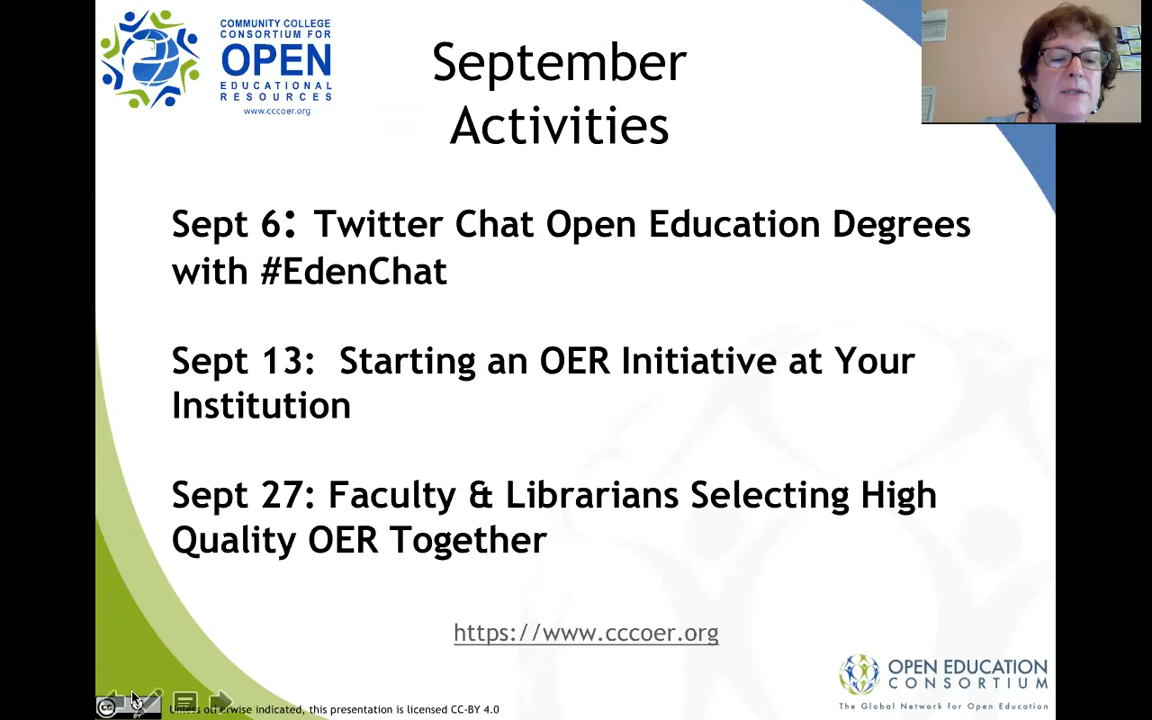 COMMUNITY COLLEGE
CONSORTIUM FOR
OPEN
EDUCATIONAL
RESOURCES
www.cccoer.org
September
Activities
Sept 6: Twitter Chat Open Education Degrees
with #EdenChat
Sept 13: Starting an OER Initiative at Your
Institution
Sept 27: Faculty & Librarians Selecting High
Quality OER Together
https://www.cccoer.org
OPEN EDUCATION
CONSORTIUM
The Global Network for Open Education
cc
Unless otherwise indicated, this presentation is licensed CC-BY 4.0